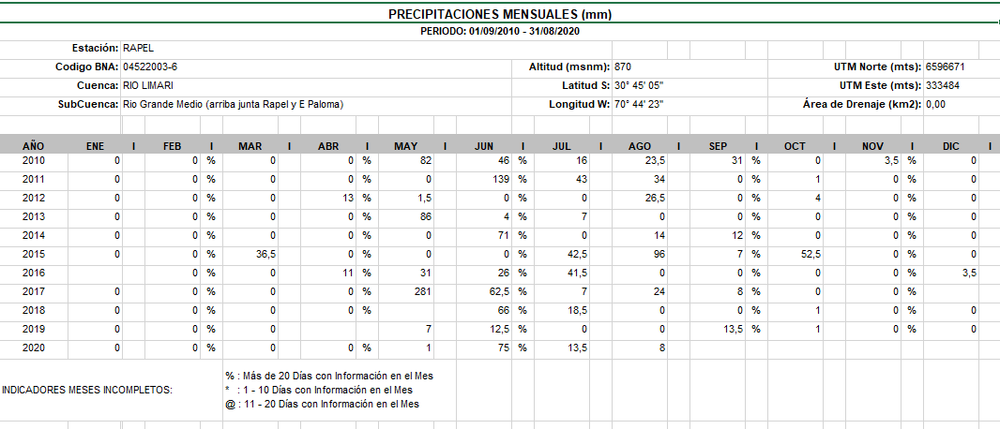 PRECIPITACIONES MENSUALES (mm)
PERIODO: 01/09/2010 - 31/08/2020
Estación: RAPEL
Codigo BNA: 04522003-6 Altitud (msnm): 870 UTM Norte (mts): 6596671
Cuenca: RIO LIMARI Latitud S: 30° 45' 05" UTM Este (mts): 333484
SubCuenca: Rio Grande Medio (arriba junta Rapel y E Paloma) Longitud W: 70° 44' 23" Área de Drenaje (km2): 0,00
AÑO ENE I FEB I MAR I ABR I MAY I JUN I JUL I AGO I SEP I OCT I NOV I DIC I
2010 0 0 % 0 0 % 82 46 % 16 23,5 31 % 0 3,5 % 0
2011 0 0 % 0 0 % 0 139 % 43 34 0 % 1 0 % 0
2012 0 0 % 0 13 % 1,5 0 % 0 26,5 0 % 4 0 % 0
2013 0 0 % 0 0 % 86 4 % 7 0 0 % 0 0 % 0
2014 0 0 % 0 0 % 0 71 % 0 14 12 % 0 0 % 0
2015 0 0 % 36,5 0 % 0 0 % 42,5 96 7 % 52,5 0 % 0
2016 0 % 0 11 % 31 26 % 41,5 0 0 % 0 0 % 3,5
2017 0 0 % 0 0 % 281 62,5 % 7 24 8 % 0 0 %
2018 0 0 % 0 0 % 66 % 18,5 0 0 % 1 0 % 0
2019 0 0 % 0 7 12,5 % 0 0 13,5 % 1 0 % 0
2020 0 0 % 0 0 % 1 75 % 13,5 8
INDICADORES MESES INCOMPLETOS:
% : Más de 20 Días con Información en el Mes
* : 1 - 10 Días con Información en el Mes
@ : 11 - 20 Días con Información en el Mes